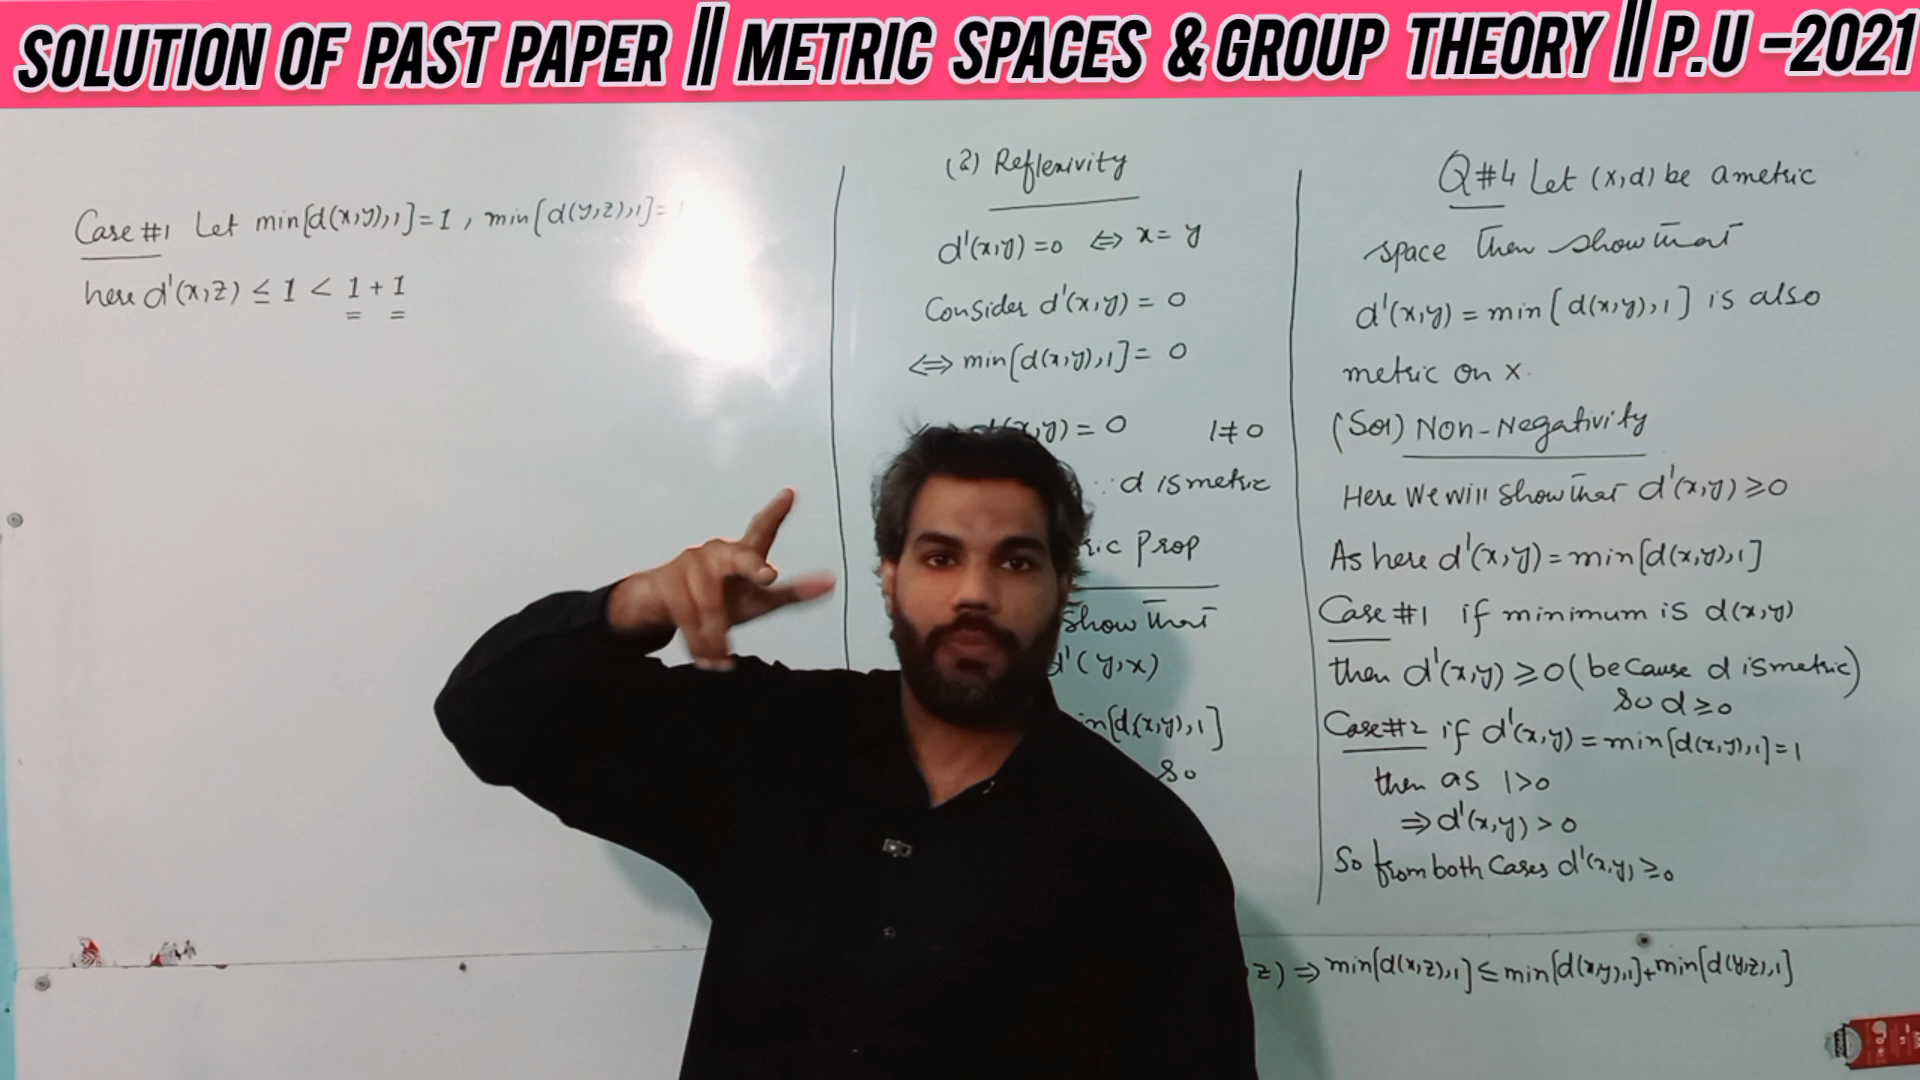 SOLUTION OF PAST PAPER || METRIC SPACES & GROUP THEORY || P.U -2021
Q#4 Let (x,d) be a metric
space then show that
d'(x,y) = min[d(x,y),1] is also
metric on x.
(Sol) Non-Negativity
Here We will show that d'(x,y) ≥ 0
As here d'(x,y) = min[d(x,y),1]
Case #1 if minimum is d(x,y)
then d'(x,y) ≥ 0 (because d is metric)
so d ≥ 0
Case #2 if d'(x,y) = min[d(x,y),1] = 1
then as 1 > 0
⇒ d'(x,y) > 0
So from both Cases d'(x,y) ≥ 0
(2) Reflexivity
d'(x,y) = 0 ⇔ x = y
Consider d'(x,y) = 0
⇔ min[d(x,y),1] = 0
,y) = 0 1 ≠ 0
∵ d is metric
ric Prop
show that
d'(y,x)
in[d(x,y),1]
so
z) ⇒ min[d(x,z),1] ≤ min[d(x,y),1] + min[d(y,z),1]
Case #1 Let min[d(x,y),1] = 1 , min[d(y,z),1] = 1
here d'(x,z) ≤ 1 < 1 + 1